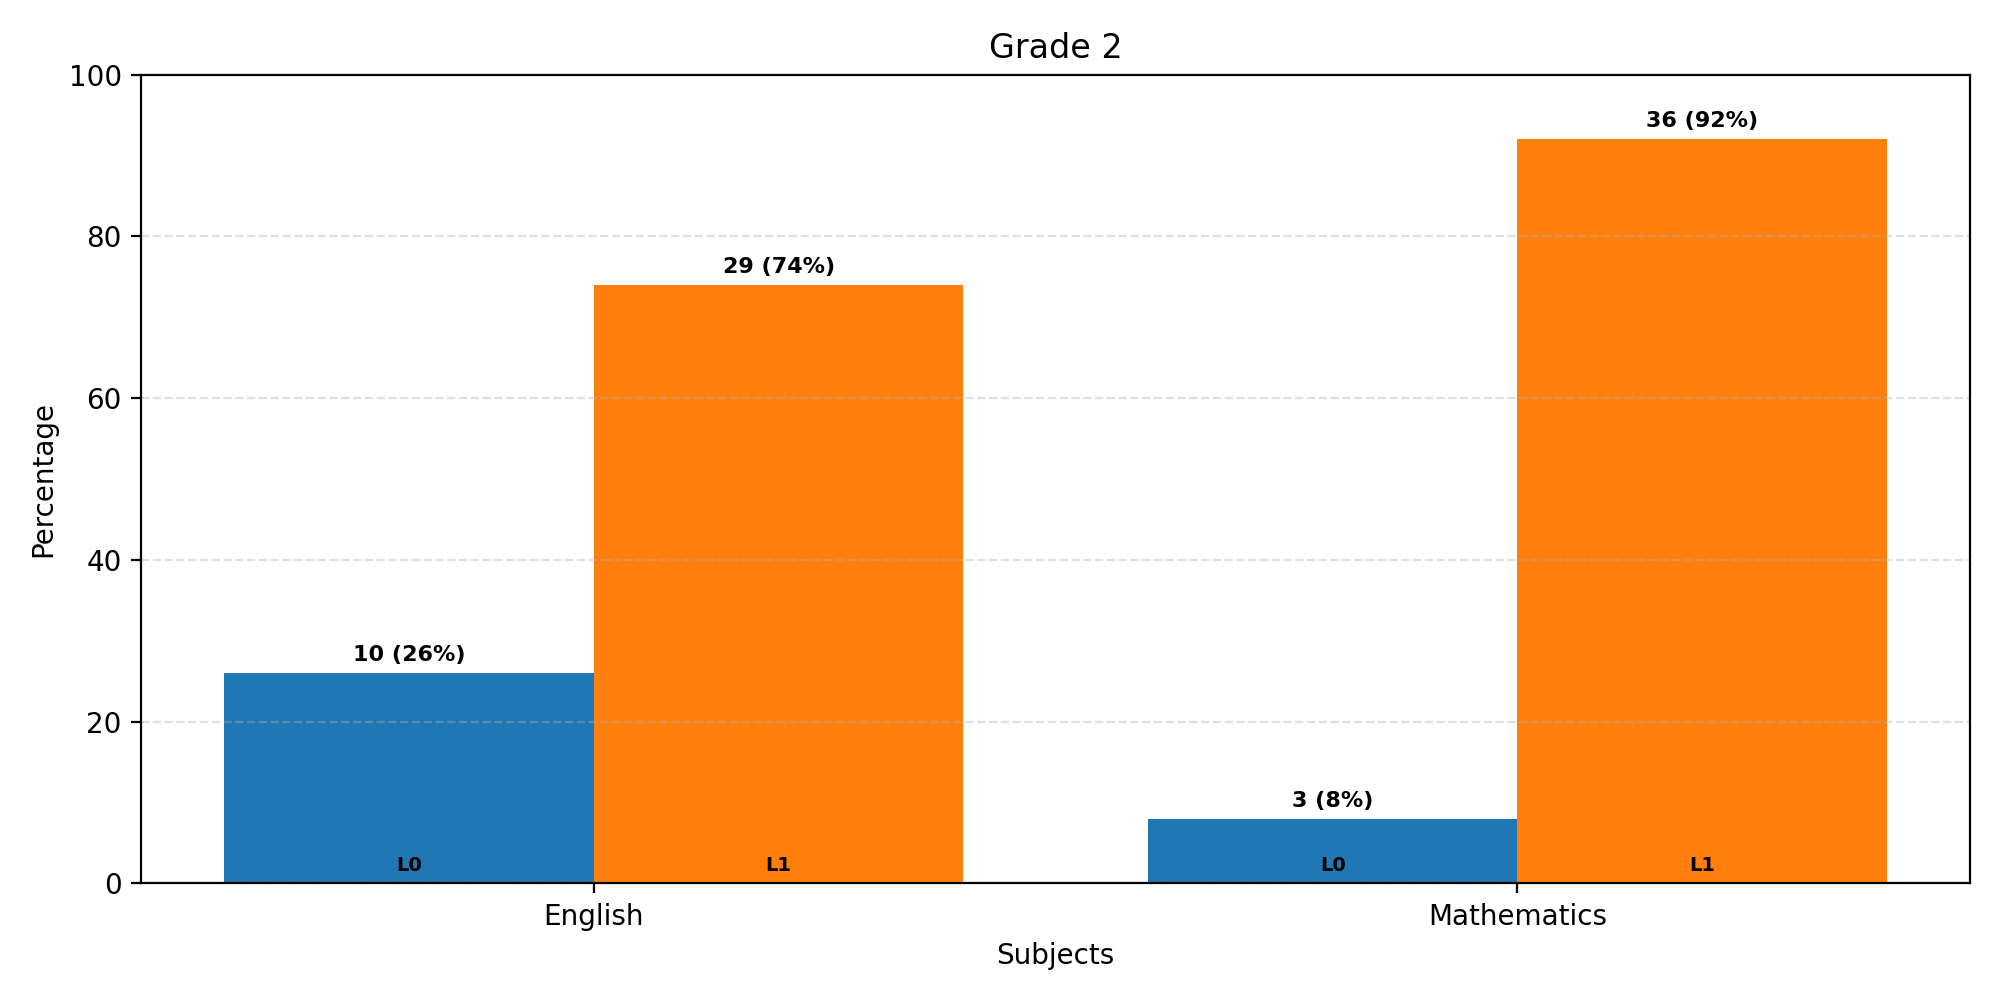 Grade 2
Percentage
100
80
60
40
20
0
10 (26%)
29 (74%)
3 (8%)
36 (92%)
L0
L1
L0
L1
English
Mathematics
Subjects